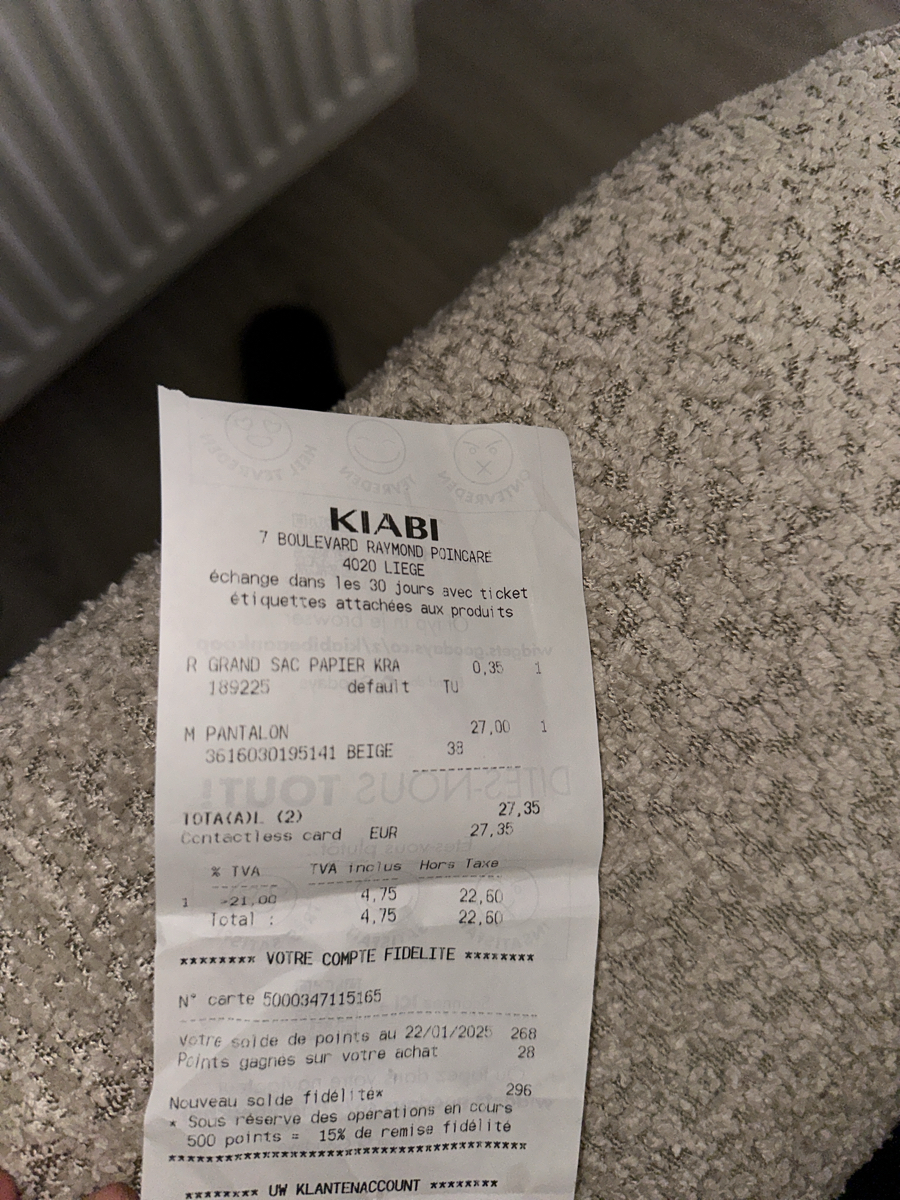 KIABI
7 BOULEVARD RAYMOND POINCARE
4020 LIEGE
échange dans les 30 jours avec ticket
étiquettes attachées aux produits
R GRAND SAC PAPIER KRA 0,35 1
189225 default TU
M PANTALON 27,00 1
3616030195141 BEIGE 38
--------------
TOTA(A)L (2) 27,35
Contactless card EUR 27,35
% TVA TVA inclus Hors Taxe
------- -------- ---------
1 >21,00 4,75 22,60
Total : 4,75 22,60
******** VOTRE COMPTE FIDELITE ********
N° carte 5000347115165
----------------------------------------
Votre solde de points au 22/01/2025 268
Points gagnés sur votre achat 28
Nouveau solde fidélité* 296
* Sous réserve des opérations en cours
500 points = 15% de remise fidélité
****************************************
******** UW KLANTENACCOUNT ********